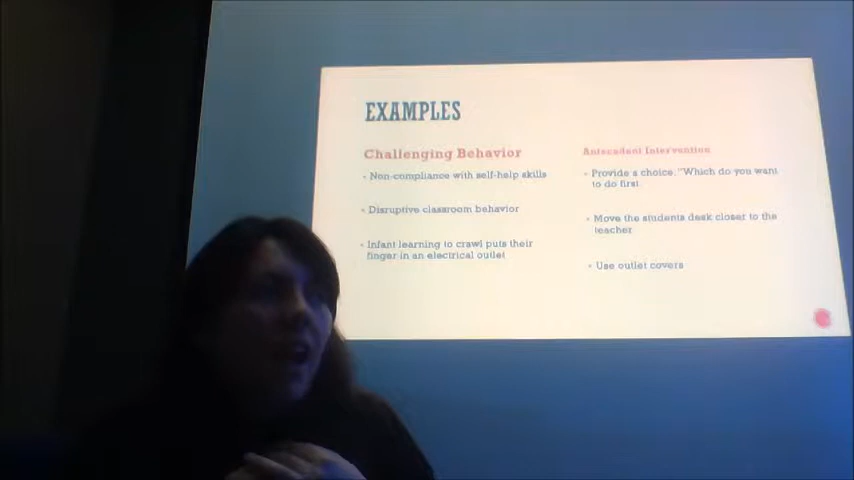 EXAMPLES
Challenging Behavior
• Non-compliance with self-help skills
• Disruptive classroom behavior
• Infant learning to crawl puts their
finger in an electrical outlet
Antecedent Intervention
• Provide a choice. "Which do you want
to do first.
• Move the students desk closer to the
teacher
• Use outlet covers